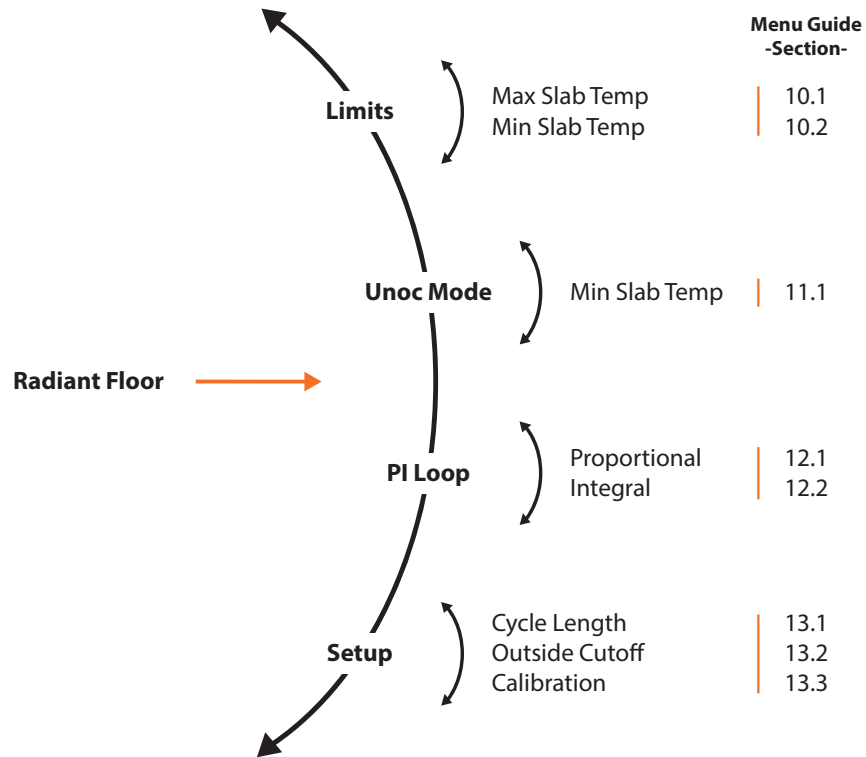 Menu Guide
-Section-
Limits
Max Slab Temp 10.1
Min Slab Temp 10.2
Unoc Mode
Min Slab Temp 11.1
Radiant Floor
PI Loop
Proportional 12.1
Integral 12.2
Setup
Cycle Length 13.1
Outside Cutoff 13.2
Calibration 13.3